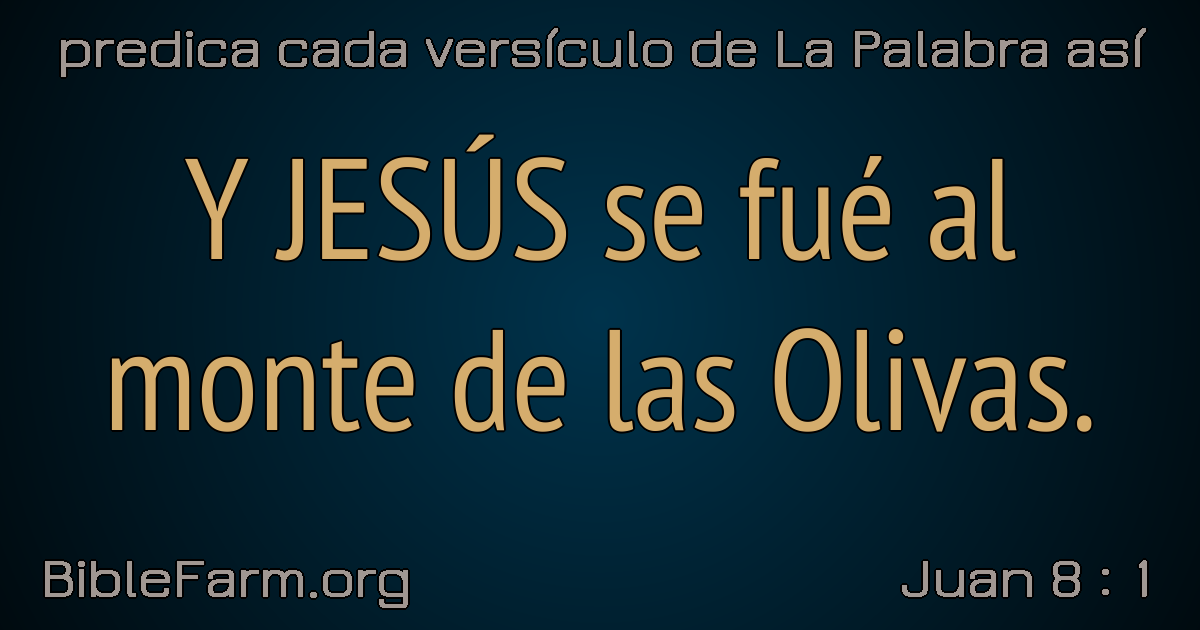 predica cada versículo de La Palabra así
Y JESÚS se fué al
monte de las Olivas.
BibleFarm.org
Juan 8 : 1